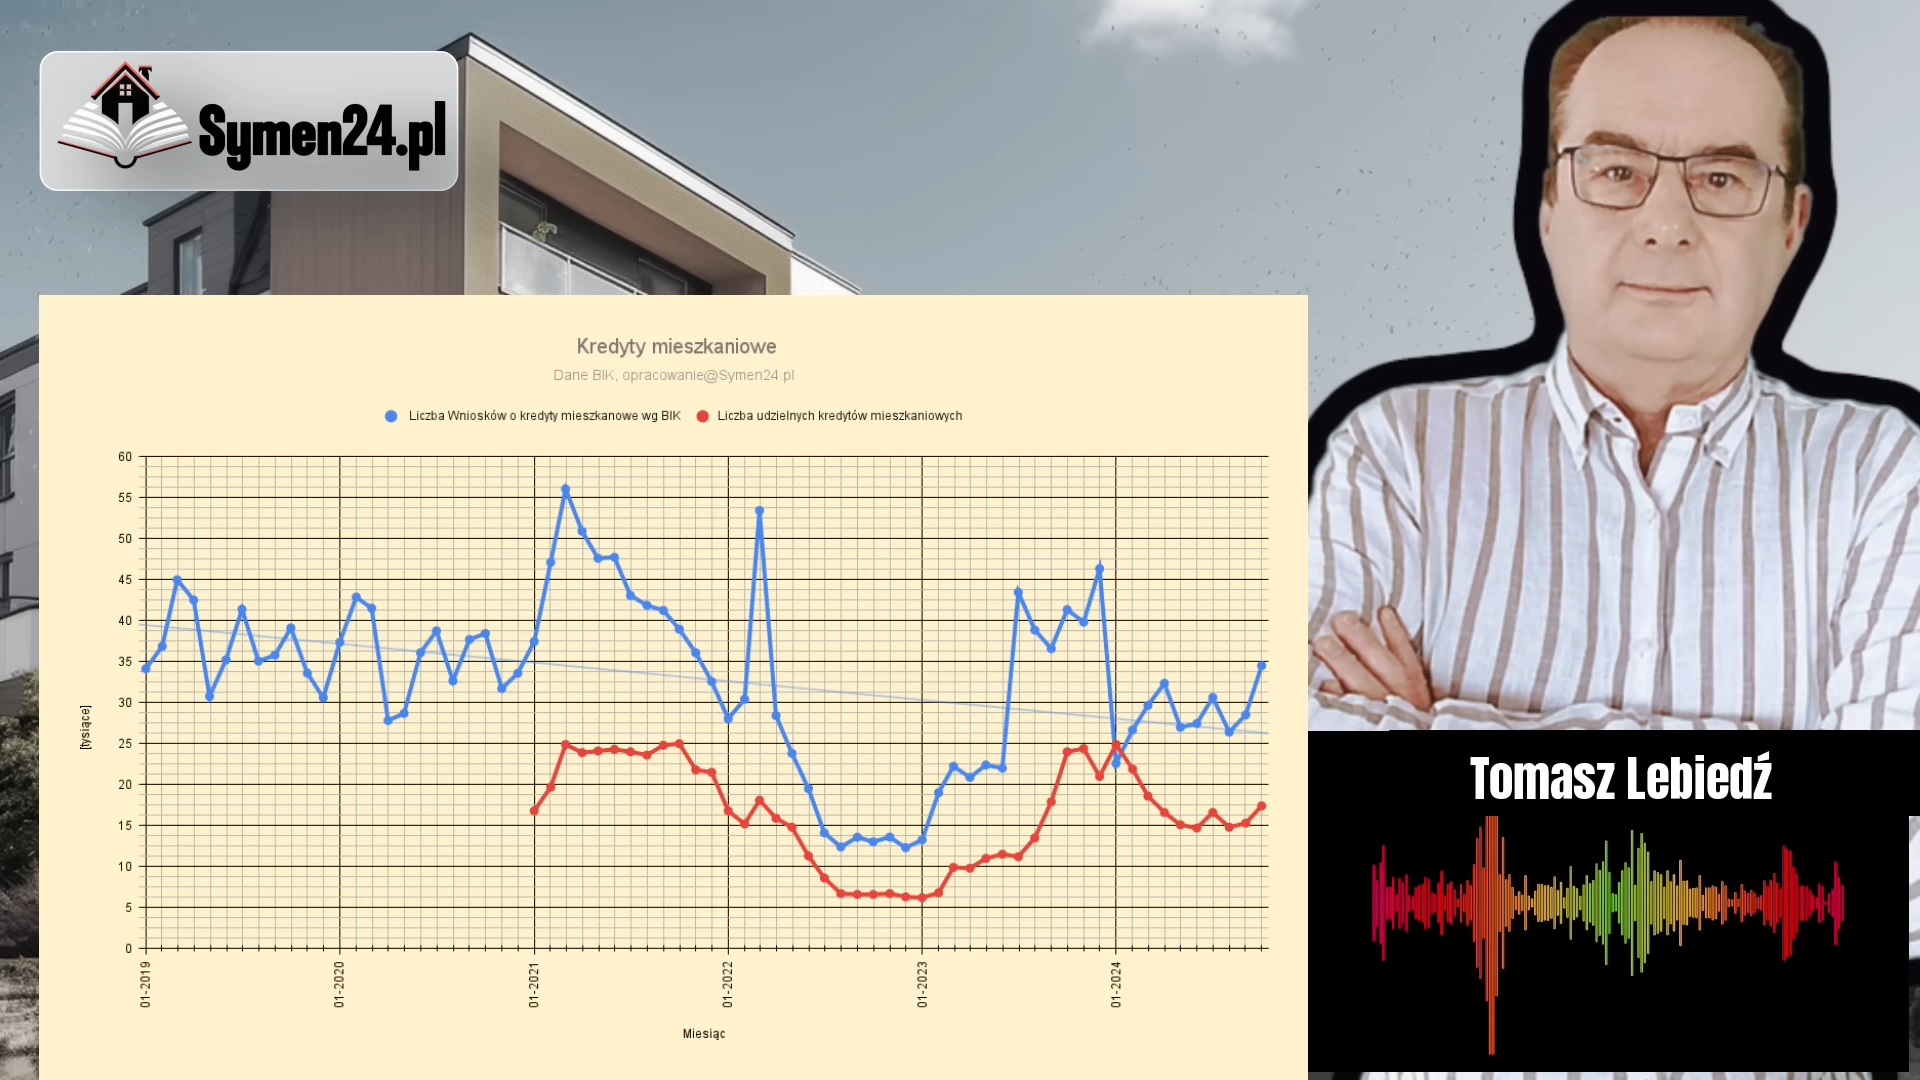 Symen24.pl
Kredyty mieszkaniowe
Dane BIK, opracowanie@Symen24.pl
Liczba Wniosków o kredyty mieszkanowe wg BIK
Liczba udzielnych kredytów mieszkaniowych
[tysiące]
60
55
50
45
40
35
30
25
20
15
10
5
0
01-2019
01-2020
01-2021
01-2022
01-2023
01-2024
Miesiąc
Tomasz Lebiedź